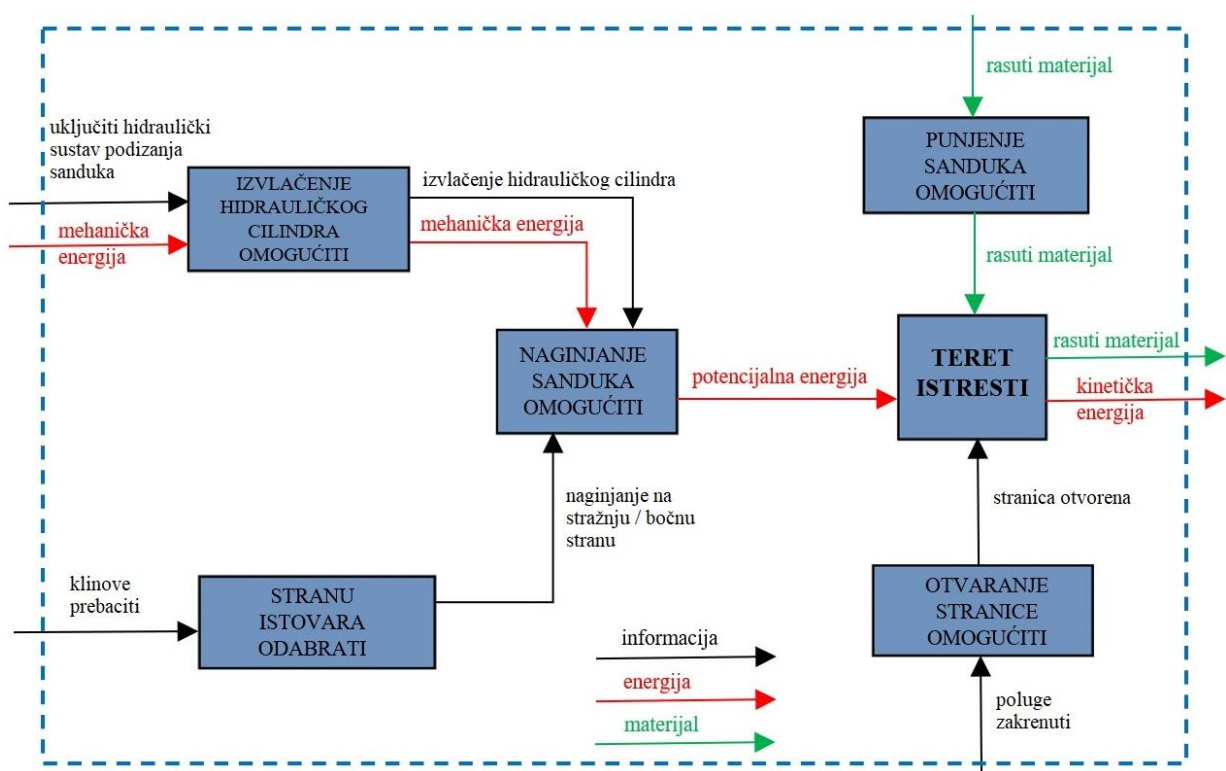 rasuti materijal
uključiti hidraulički
sustav podizanja
sanduka
PUNJENJE
SANDUKA
OMOGUĆITI
IZVLAČENJE
HIDRAULIČKOG
CILINDRA
OMOGUĆITI
izvlačenje hidrauličkog cilindra
mehanička
energija
mehanička energija
rasuti materijal
NAGINJANJE
SANDUKA
OMOGUĆITI
potencijalna energija
TERET
ISTRESTI
rasuti materijal
kinetička
energija
naginjanje na
stražnju / bočnu
stranu
stranica otvorena
klinove
prebaciti
STRANU
ISTOVARA
ODABRATI
OTVARANJE
STRANICE
OMOGUĆITI
informacija
energija
materijal
poluge
zakrenuti